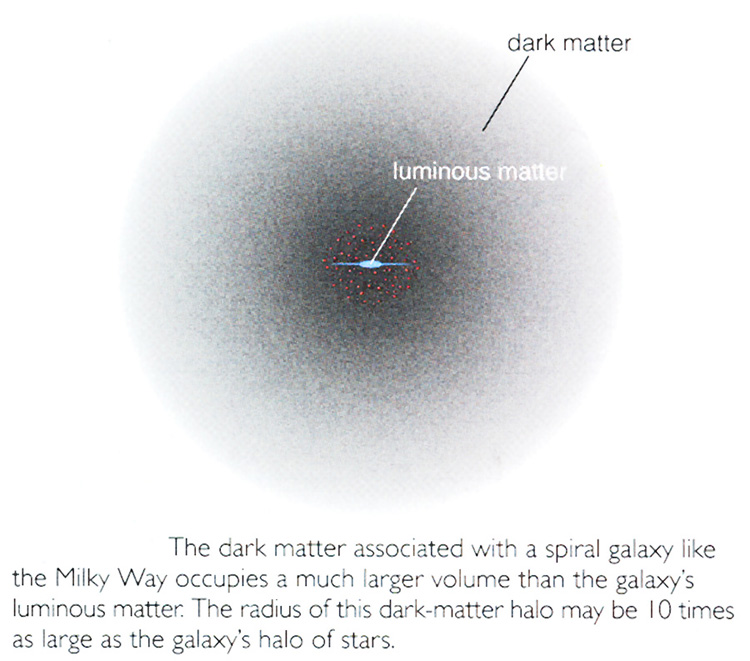 dark matter
luminous matter
The dark matter associated with a spiral galaxy like
the Milky Way occupies a much larger volume than the galaxy's
luminous matter. The radius of this dark-matter halo may be 10 times
as large as the galaxy's halo of stars.